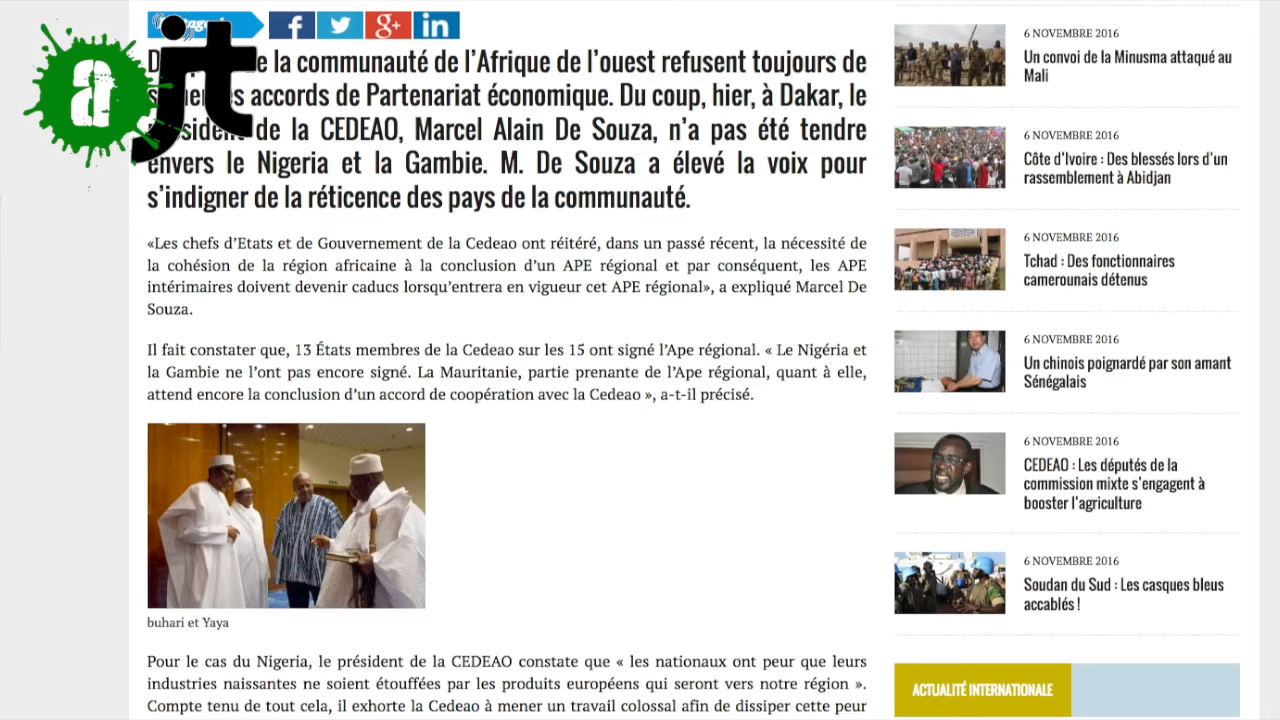 a
jt
f
g+
in
D e la communauté de l'Afrique de l'ouest refusent toujours de
s accords de Partenariat économique. Du coup, hier, à Dakar, le
de la CEDEAO, Marcel Alain De Souza, n'a pas été tendre
envers le Nigeria et la Gambie. M. De Souza a élevé la voix pour
s'indigner de la réticence des pays de la communauté.
«Les chefs d'Etats et de Gouvernement de la Cedeao ont réitéré, dans un passé récent, la nécessité de
la cohésion de la région africaine à la conclusion d'un APE régional et par conséquent, les APE
intérimaires doivent devenir caducs lorsqu'entrera en vigueur cet APE régional», a expliqué Marcel De
Souza.
Il fait constater que, 13 États membres de la Cedeao sur les 15 ont signé l'Ape régional. « Le Nigéria et
la Gambie ne l'ont pas encore signé. La Mauritanie, partie prenante de l'Ape régional, quant à elle,
attend encore la conclusion d'un accord de coopération avec la Cedeao », a-t-il précisé.
buhari et Yaya
Pour le cas du Nigeria, le président de la CEDEAO constate que « les nationaux ont peur que leurs
industries naissantes ne soient étouffées par les produits européens qui seront vers notre région ».
Compte tenu de tout cela, il exhorte la Cedeao à mener un travail colossal afin de dissiper cette peur
6 NOVEMBRE 2016
Un convoi de la Minusma attaqué au
Mali
6 NOVEMBRE 2016
Côte d'Ivoire : Des blessés lors d'un
rassemblement à Abidjan
6 NOVEMBRE 2016
Tchad : Des fonctionnaires
camerounais détenus
6 NOVEMBRE 2016
Un chinois poignardé par son amant
Sénégalais
6 NOVEMBRE 2016
CEDEAO : Les députés de la
commission mixte s'engagent à
booster l'agriculture
6 NOVEMBRE 2016
Soudan du Sud : Les casques bleus
accablés !
ACTUALITÉ INTERNATIONALE